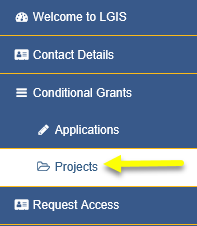 Welcome to LGIS
Contact Details
Conditional Grants
Applications
Projects
Request Access